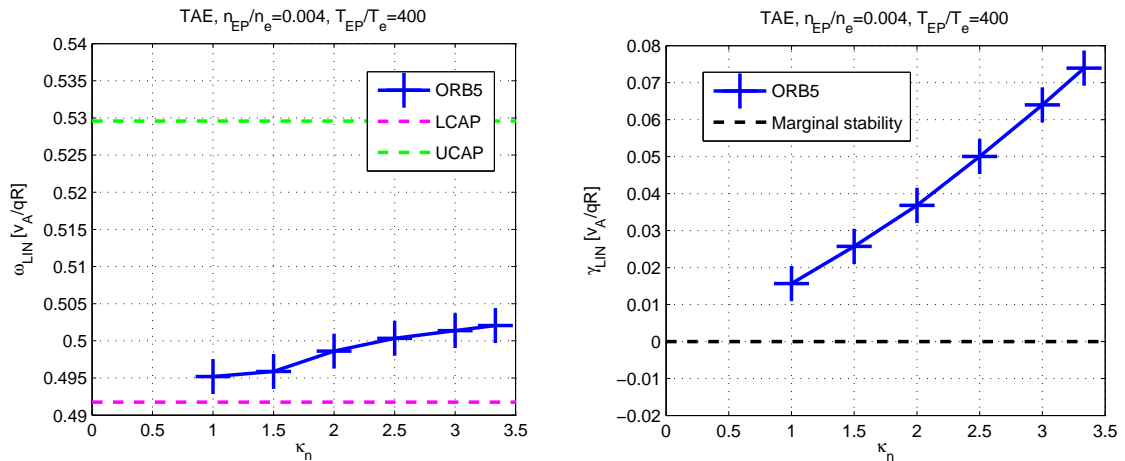 TAE, n_EP/n_e=0.004, T_EP/T_e=400
0.54
0.535
0.53
0.525
0.52
0.515
0.51
0.505
0.5
0.495
0.49
ω_LIN [v_A/qR]
ORB5
LCAP
UCAP
0 0.5 1 1.5 2 2.5 3 3.5
κ_n
TAE, n_EP/n_e=0.004, T_EP/T_e=400
0.08
0.07
0.06
0.05
0.04
0.03
0.02
0.01
0
−0.01
−0.02
γ_LIN [v_A/qR]
ORB5
Marginal stability
0 0.5 1 1.5 2 2.5 3 3.5
κ_n